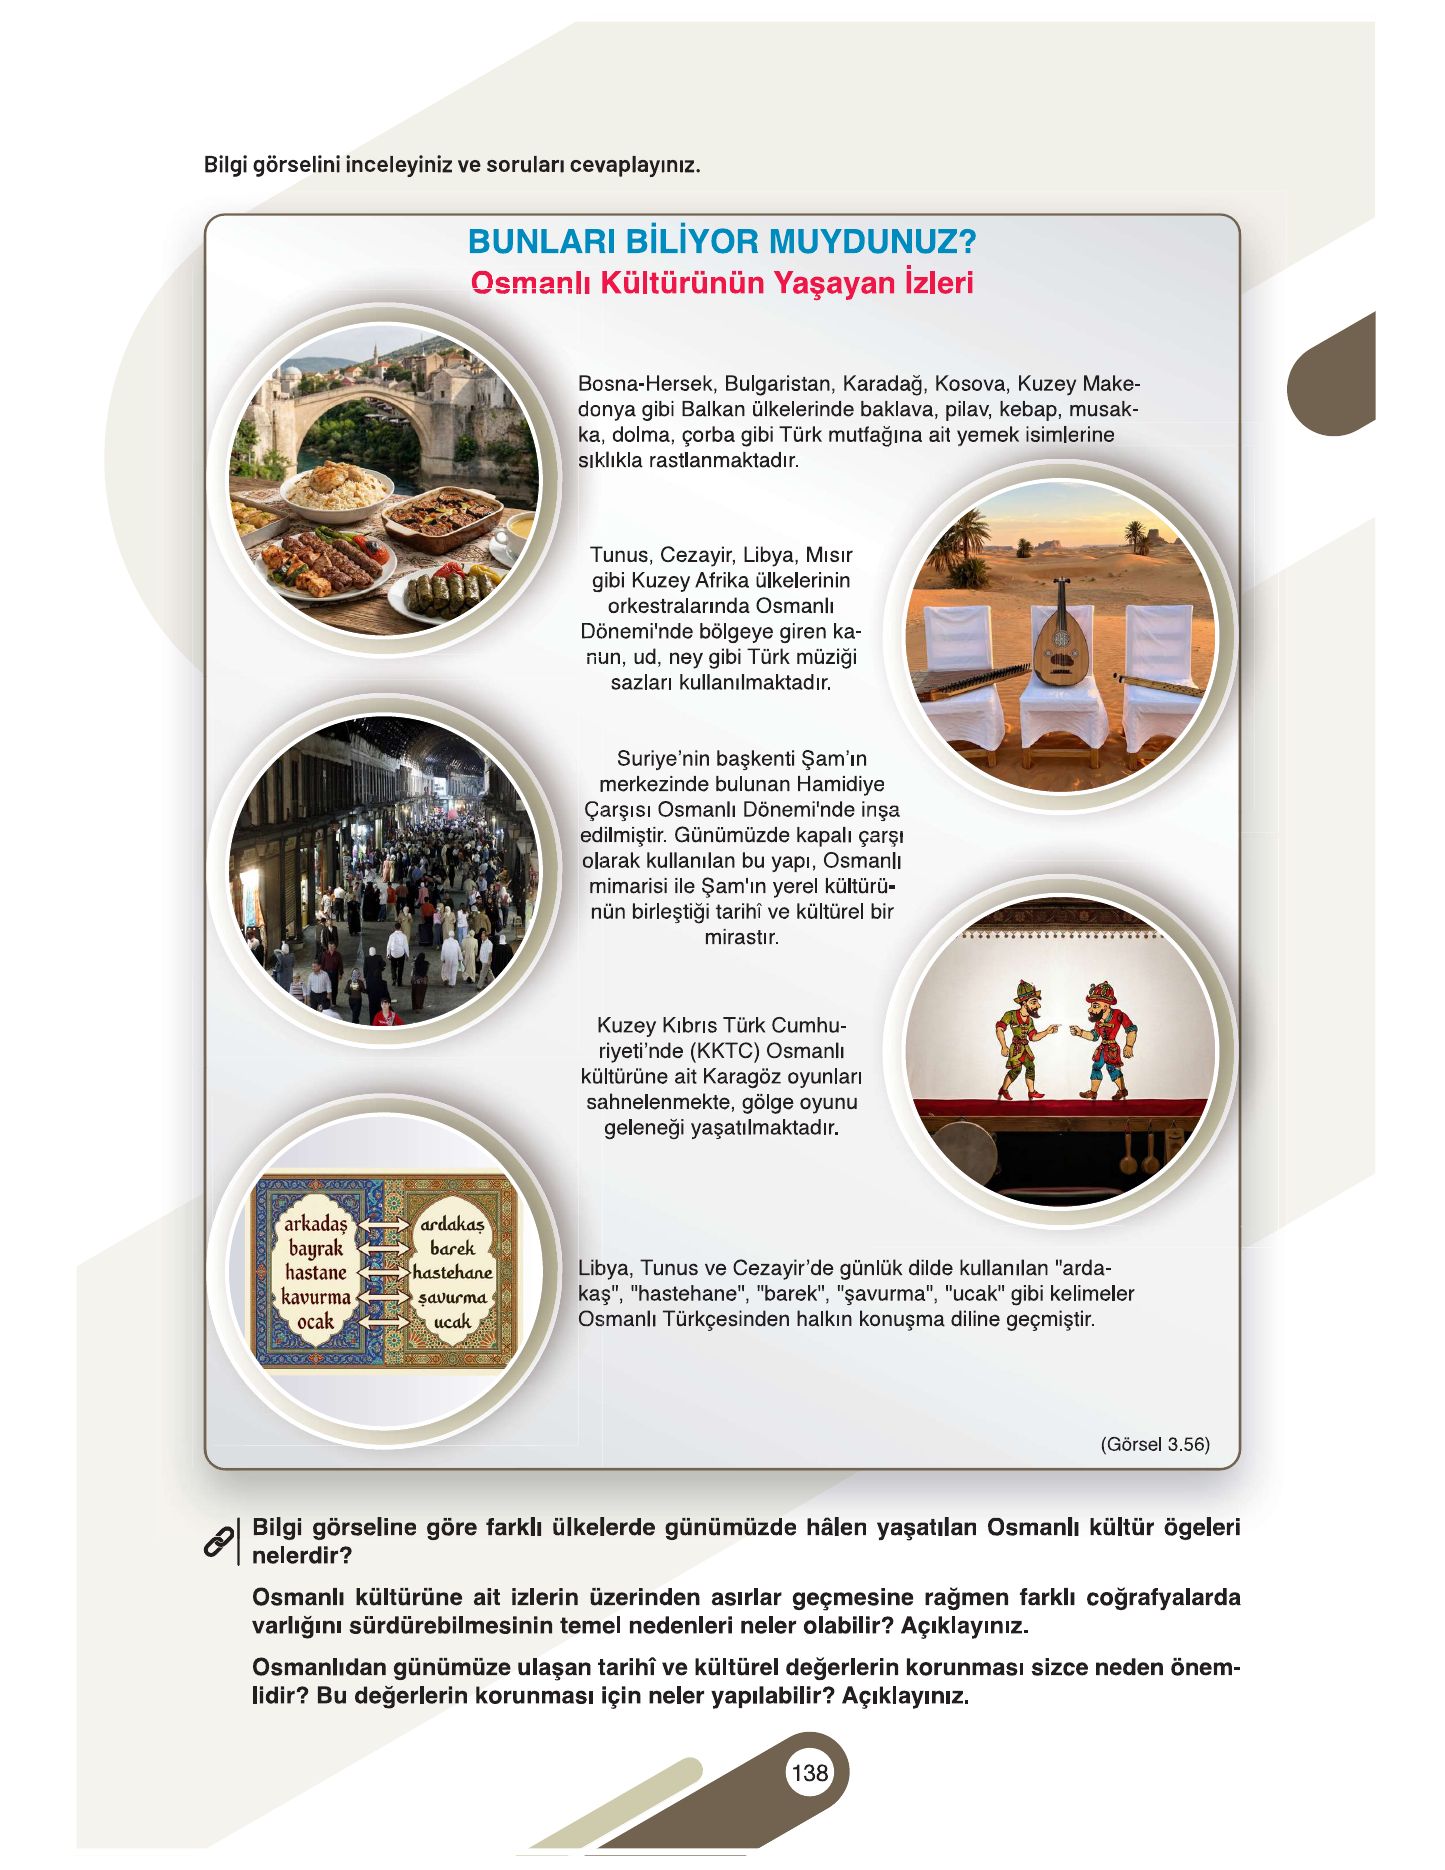 Bilgi görselini inceleyiniz ve soruları cevaplayınız.
BUNLARI BİLİYOR MUYDUNUZ?
Osmanlı Kültürünün Yaşayan İzleri
Bosna-Hersek, Bulgaristan, Karadağ, Kosova, Kuzey Make-
donya gibi Balkan ülkelerinde baklava, pilav, kebap, musak-
ka, dolma, çorba gibi Türk mutfağına ait yemek isimlerine
sıklıkla rastlanmaktadır.
Tunus, Cezayir, Libya, Mısır
gibi Kuzey Afrika ülkelerinin
orkestralarında Osmanlı
Dönemi'nde bölgeye giren ka-
nun, ud, ney gibi Türk müziği
sazları kullanılmaktadır.
Suriye'nin başkenti Şam'ın
merkezinde bulunan Hamidiye
Çarşısı Osmanlı Dönemi'nde inşa
edilmiştir. Günümüzde kapalı çarşı
olarak kullanılan bu yapı, Osmanlı
mimarisi ile Şam'ın yerel kültürü-
nün birleştiği tarihî ve kültürel bir
mirastır.
Kuzey Kıbrıs Türk Cumhu-
riyeti'nde (KKTC) Osmanlı
kültürüne ait Karagöz oyunları
sahnelenmekte, gölge oyunu
geleneği yaşatılmaktadır.
arkadaş ardakaş
bayrak barek
hastane hastehane
kavurma şavurma
ocak ucak
Libya, Tunus ve Cezayir'de günlük dilde kullanılan "arda-
kaş", "hastehane", "barek", "şavurma", "ucak" gibi kelimeler
Osmanlı Türkçesinden halkın konuşma diline geçmiştir.
(Görsel 3.56)
Bilgi görseline göre farklı ülkelerde günümüzde hâlen yaşatılan Osmanlı kültür ögeleri
nelerdir?
Osmanlı kültürüne ait izlerin üzerinden asırlar geçmesine rağmen farklı coğrafyalarda
varlığını sürdürebilmesinin temel nedenleri neler olabilir? Açıklayınız.
Osmanlıdan günümüze ulaşan tarihî ve kültürel değerlerin korunması sizce neden önem-
lidir? Bu değerlerin korunması için neler yapılabilir? Açıklayınız.
138